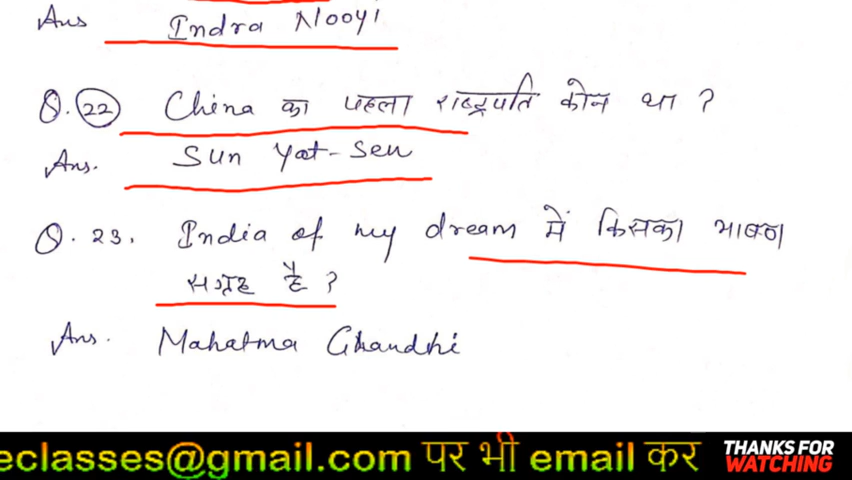 Ans Indra Nooyi
Q. 22 China का पहला राष्ट्रपति कौन था ?
Ans. Sun Yat-Sen
Q. 23. India of my dream में किसका भाषण
संग्रह है ?
Ans. Mahatma Ghandhi
eclasses@gmail.com पर भी email कर
THANKS FOR
WATCHING